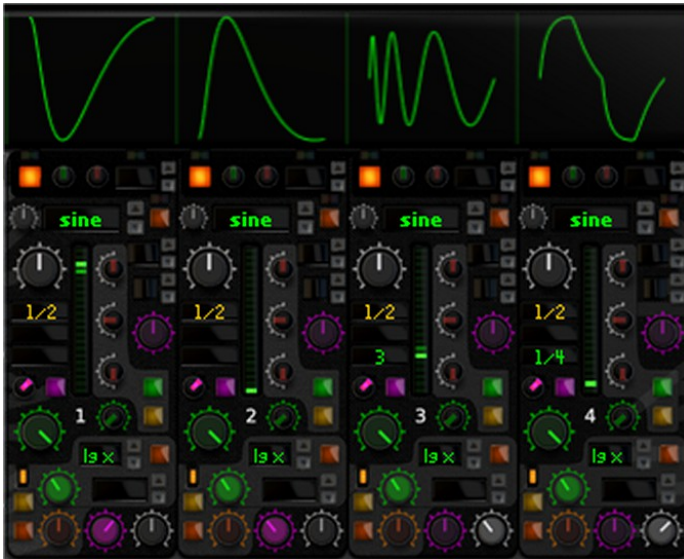 sine sine sine sine
1/2 1/2 1/2 1/2
3 1/4
1 2 3 4
lg x lg x lg x lg x